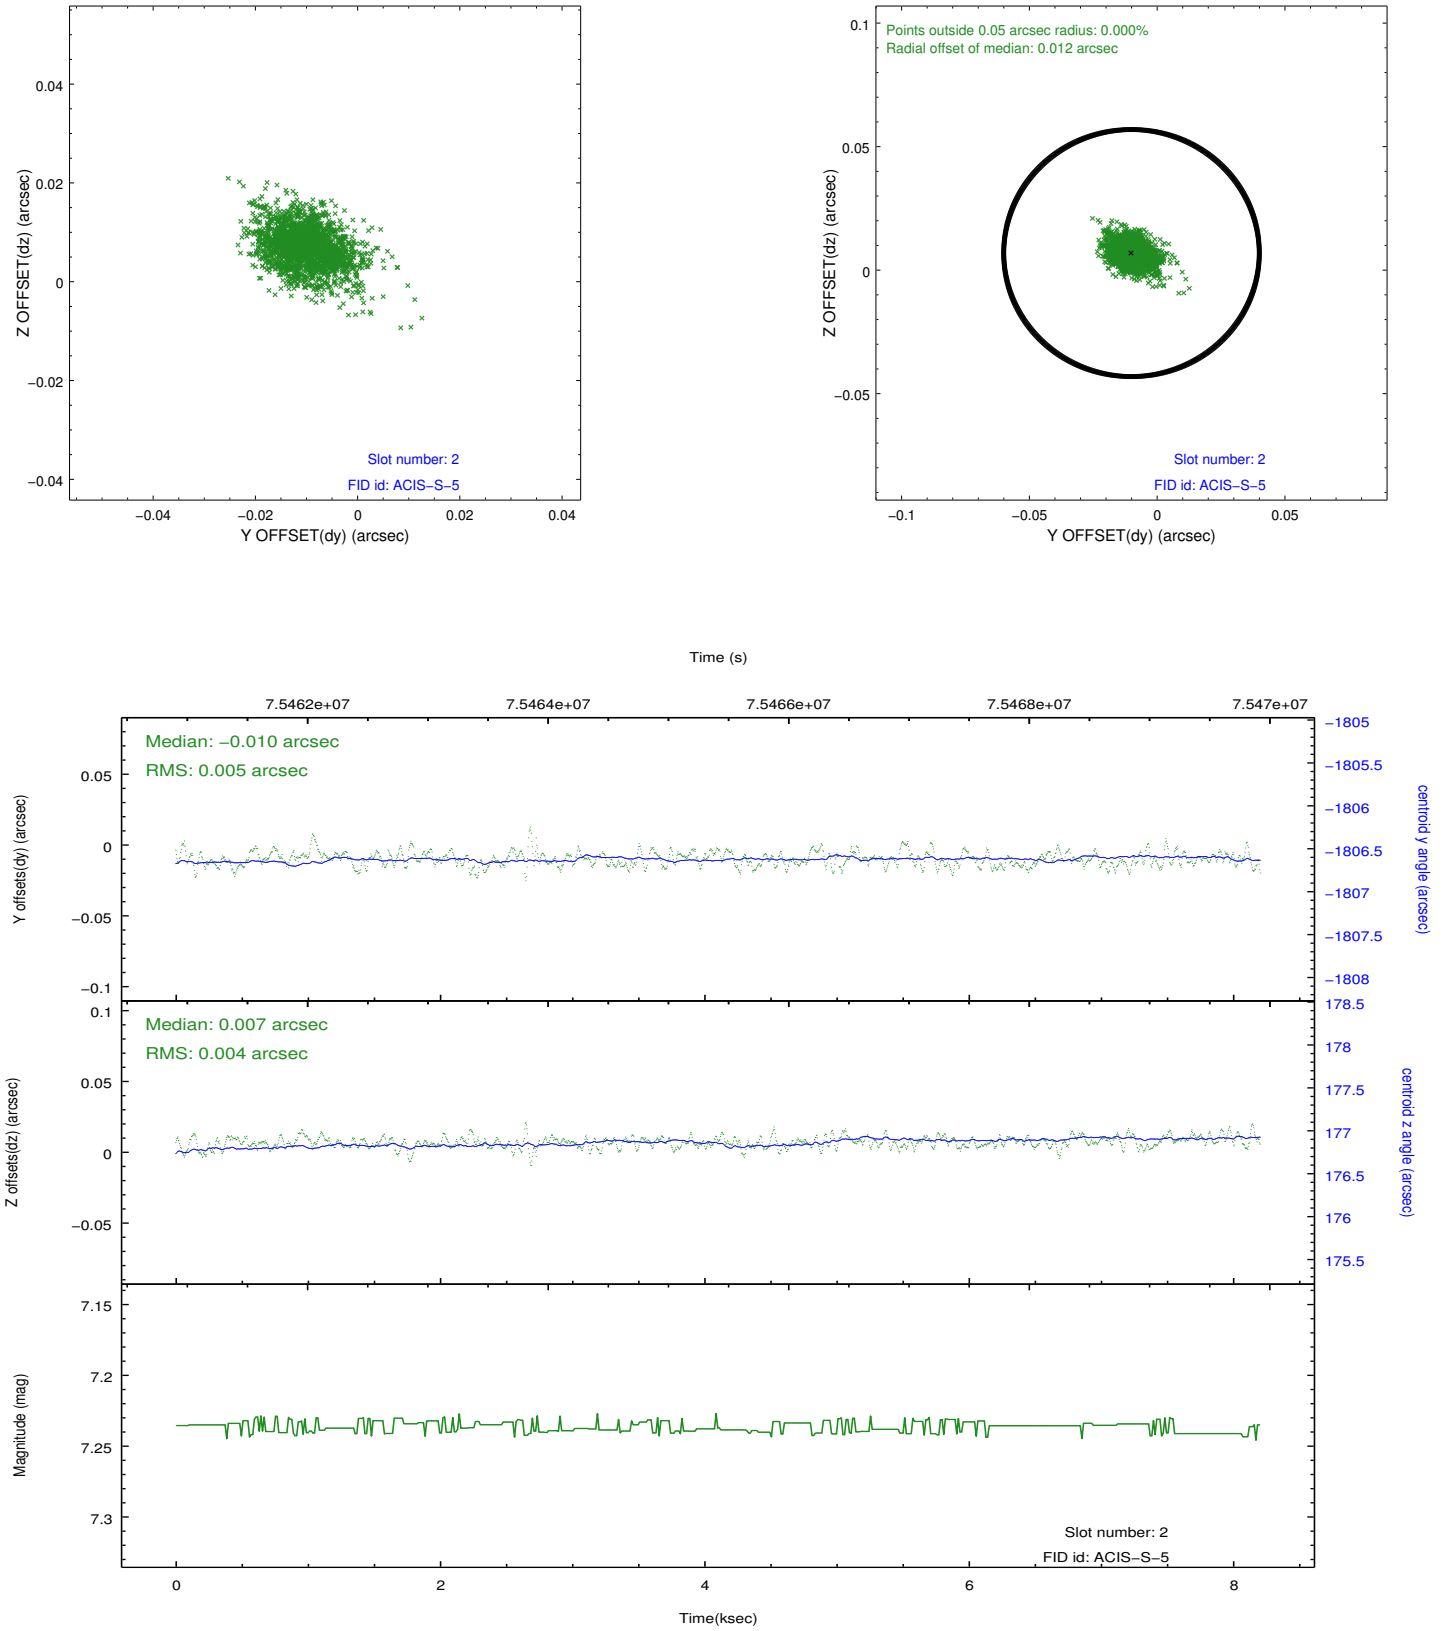 0.04
0.02
0
−0.02
−0.04
Z OFFSET(dz) (arcsec)
−0.04
−0.02
0
0.02
0.04
Y OFFSET(dy) (arcsec)
Slot number: 2
FID id: ACIS−S−5
Points outside 0.05 arcsec radius: 0.000%
Radial offset of median: 0.012 arcsec
0.1
0.05
0
−0.05
Z OFFSET(dz) (arcsec)
−0.1
−0.05
0
0.05
Y OFFSET(dy) (arcsec)
Slot number: 2
FID id: ACIS−S−5
Time (s)
7.5462e+07
7.5464e+07
7.5466e+07
7.5468e+07
7.547e+07
Median: −0.010 arcsec
RMS: 0.005 arcsec
0.05
0
−0.05
−0.1
Y offsets(dy) (arcsec)
−1805
−1805.5
−1806
−1806.5
−1807
−1807.5
−1808
centroid y angle (arcsec)
Median: 0.007 arcsec
RMS: 0.004 arcsec
0.1
0.05
0
−0.05
Z offsets(dz) (arcsec)
178.5
178
177.5
177
176.5
176
175.5
centroid z angle (arcsec)
7.15
7.2
7.25
7.3
Magnitude (mag)
Slot number: 2
FID id: ACIS−S−5
0
2
4
6
8
Time(ksec)